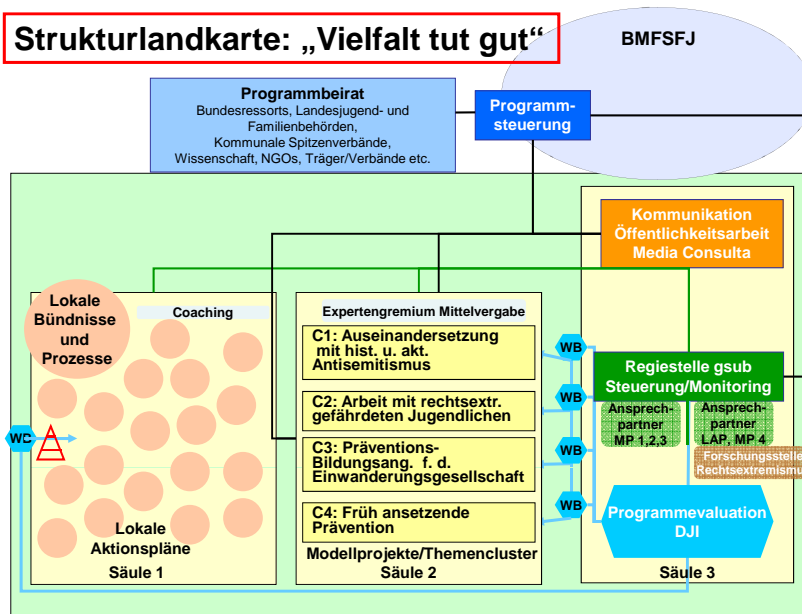 Strukturlandkarte: „Vielfalt tut gut“
BMFSFJ
Programmbeirat
Bundesressorts, Landesjugend- und
Familienbehörden,
Kommunale Spitzenverbände,
Wissenschaft, NGOs, Träger/Verbände etc.
Programm-
steuerung
Kommunikation
Öffentlichkeitsarbeit
Media Consulta
Lokale
Bündnisse
und
Prozesse
Coaching
WB
Lokale
Aktionspläne
Säule 1
Expertengremium Mittelvergabe
C1: Auseinandersetzung
mit hist. u. akt.
Antisemitismus
C2: Arbeit mit rechtsextr.
gefährdeten Jugendlichen
C3: Präventions-
Bildungsang. f. d.
Einwanderungsgesellschaft
C4: Früh ansetzende
Prävention
Modellprojekte/Themencluster
Säule 2
WB
WB
WB
WB
Regiestelle gsub
Steuerung/Monitoring
Ansprech-
partner
MP 1,2,3
Ansprech-
partner
LAP, MP 4
Forschungsstelle
Rechtsextremismu
Programmevaluation
DJI
Säule 3